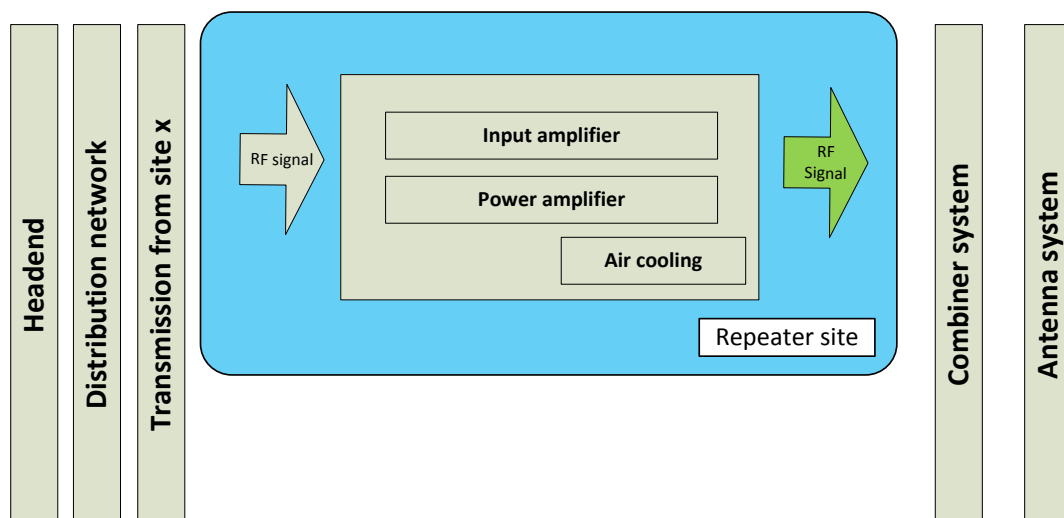 Headend
Distribution network
Transmission from site x
RF signal
Input amplifier
Power amplifier
Air cooling
RF
Signal
Repeater site
Combiner system
Antenna system